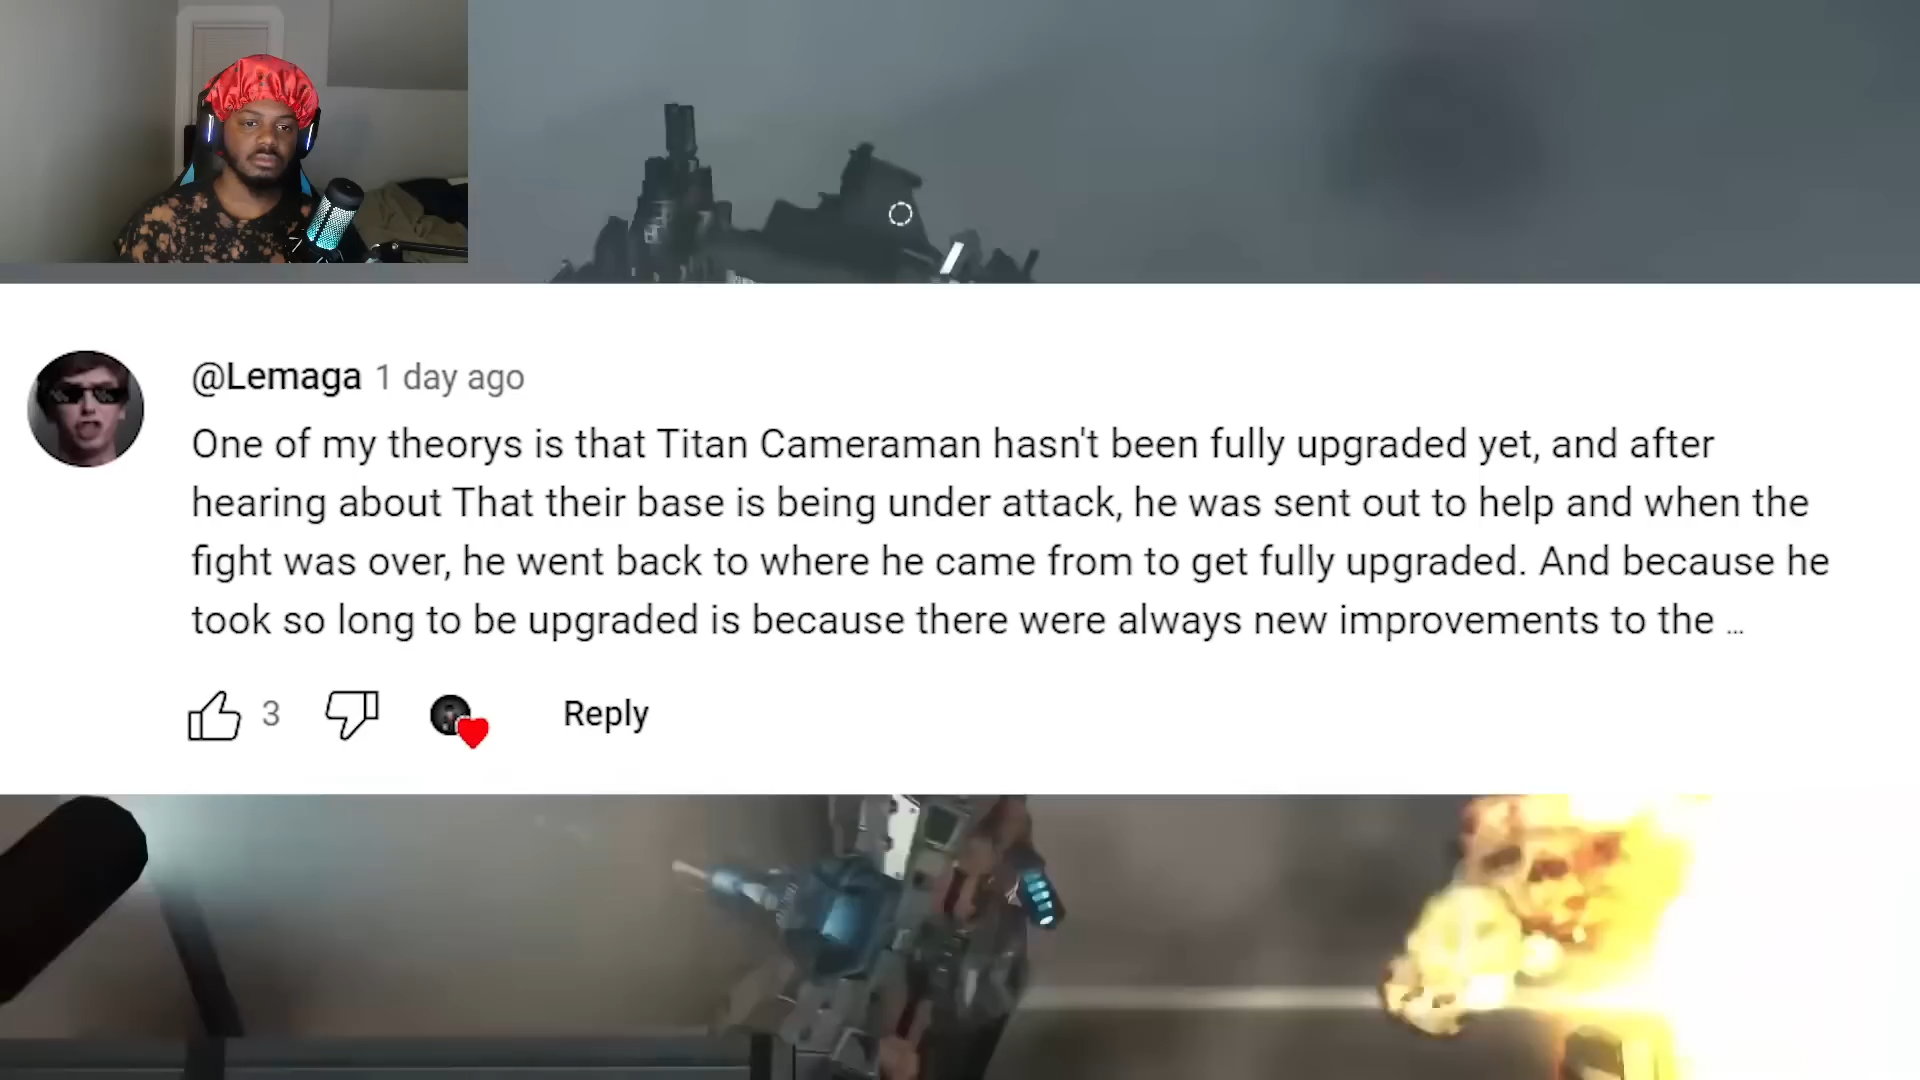 @Lemaga 1 day ago
One of my theorys is that Titan Cameraman hasn't been fully upgraded yet, and after
hearing about That their base is being under attack, he was sent out to help and when the
fight was over, he went back to where he came from to get fully upgraded. And because he
took so long to be upgraded is because there were always new improvements to the ...
3 Reply